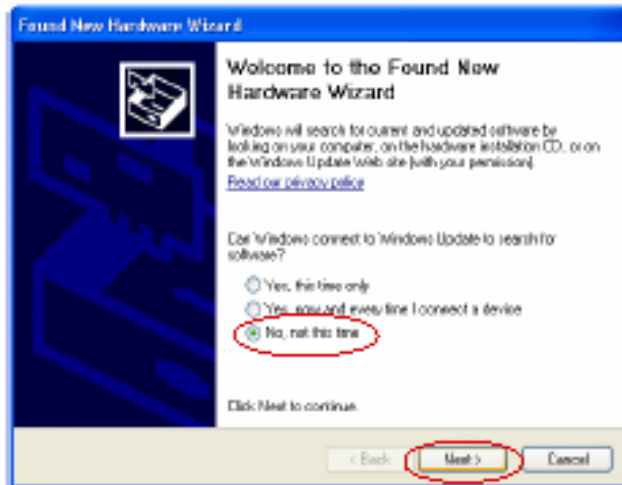 Found New Hardware Wizard
Welcome to the Found New
Hardware Wizard
Windows will search for current and updated software by
looking on your computer, on the hardware installation CD, or on
the Windows Update Web site (with your permission).
Read our privacy policy
Can Windows connect to Windows Update to search for
software?
Yes, this time only
Yes, now and every time I connect a device
No, not this time
Click Next to continue.
< Back
Next >
Cancel